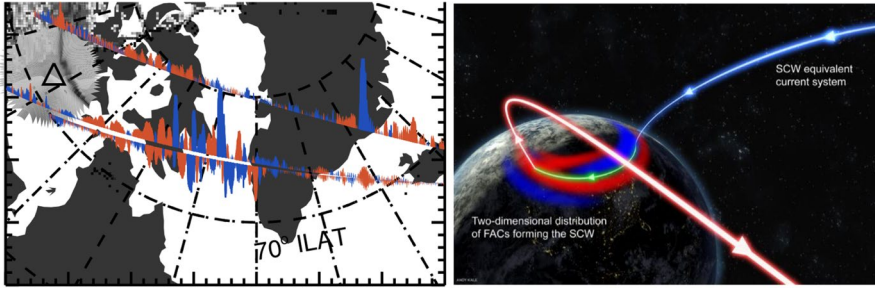 70° ILAT
SCW equivalent
current system
Two-dimensional distribution
of FACs forming the SCW